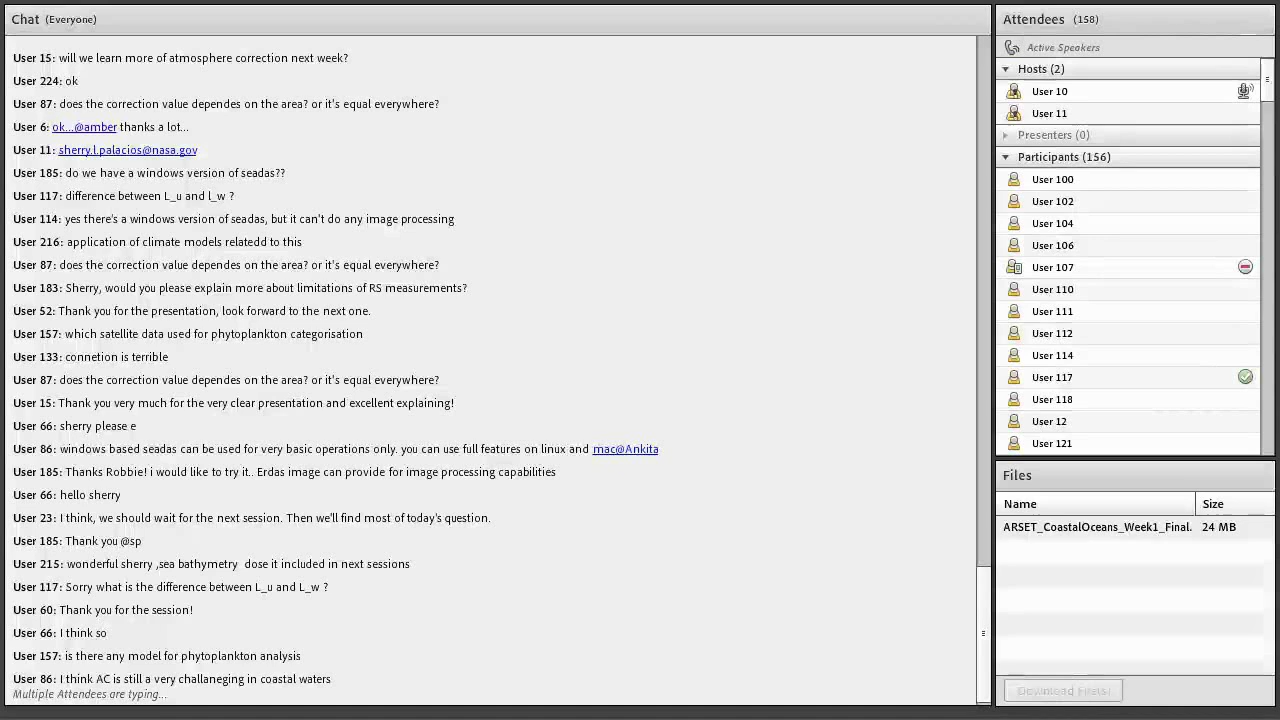 Chat (Everyone)
User 15: will we learn more of atmosphere correction next week?
User 224: ok
User 87: does the correction value dependes on the area? or it's equal everywhere?
User 6: ok...@amber thanks a lot...
User 11: sherry.l.palacios@nasa.gov
User 185: do we have a windows version of seadas??
User 117: difference between L_u and l_w ?
User 114: yes there's a windows version of seadas, but it can't do any image processing
User 216: application of climate models relatedd to this
User 87: does the correction value dependes on the area? or it's equal everywhere?
User 183: Sherry, would you please explain more about limitations of RS measurements?
User 52: Thank you for the presentation, look forward to the next one.
User 157: which satellite data used for phytoplankton categorisation
User 133: connetion is terrible
User 87: does the correction value dependes on the area? or it's equal everywhere?
User 15: Thank you very much for the very clear presentation and excellent explaining!
User 66: sherry please e
User 86: windows based seadas can be used for very basic operations only. you can use full features on linux and mac@Ankita
User 185: Thanks Robbie! i would like to try it.. Erdas image can provide for image processing capabilities
User 66: hello sherry
User 23: I think, we should wait for the next session. Then we'll find most of today's question.
User 185: Thank you @sp
User 215: wonderful sherry ,sea bathymetry  dose it included in next sessions
User 117: Sorry what is the difference between L_u and L_w ?
User 60: Thank you for the session!
User 66: I think so
User 157: is there any model for phytoplankton analysis
User 86: I think AC is still a very challaneging in coastal waters
Multiple Attendees are typing...
Attendees (158)
Active Speakers
Hosts (2)
User 10
User 11
Presenters (0)
Participants (156)
User 100
User 102
User 104
User 106
User 107
User 110
User 111
User 112
User 114
User 117
User 118
User 12
User 121
Files
Name Size
ARSET_CoastalOceans_Week1_Final. 24 MB
Download File(s)